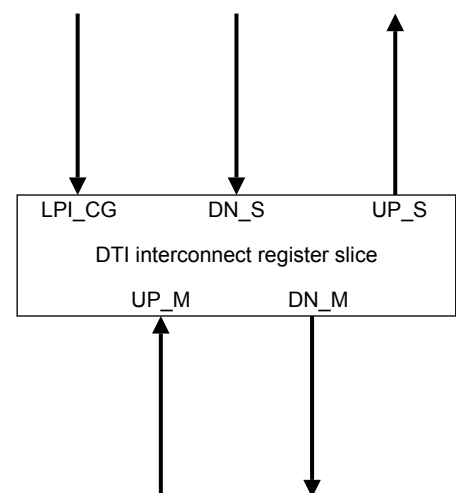 LPI_CG DN_S UP_S
DTI interconnect register slice
UP_M DN_M